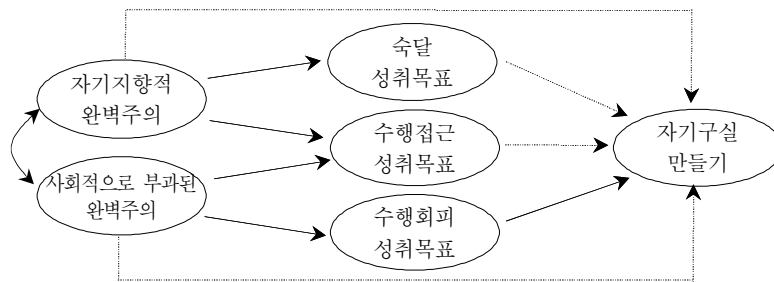 숙달
성취목표
자기지향적
완벽주의
수행접근
성취목표
자기구실
만들기
사회적으로 부과된
완벽주의
수행회피
성취목표